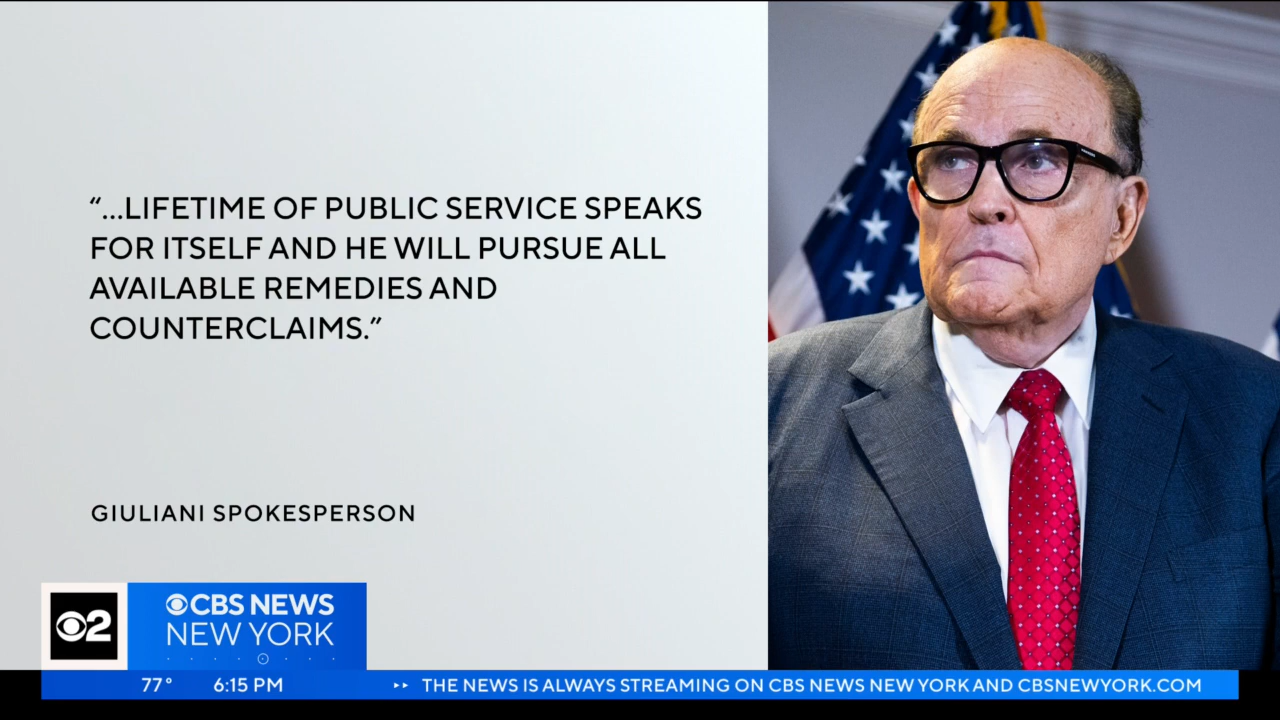 “...LIFETIME OF PUBLIC SERVICE SPEAKS
FOR ITSELF AND HE WILL PURSUE ALL
AVAILABLE REMEDIES AND
COUNTERCLAIMS.”
GIULIANI SPOKESPERSON
2
CBS NEWS
NEW YORK
77° 6:15 PM THE NEWS IS ALWAYS STREAMING ON CBS NEWS NEW YORK AND CBSNEWYORK.COM